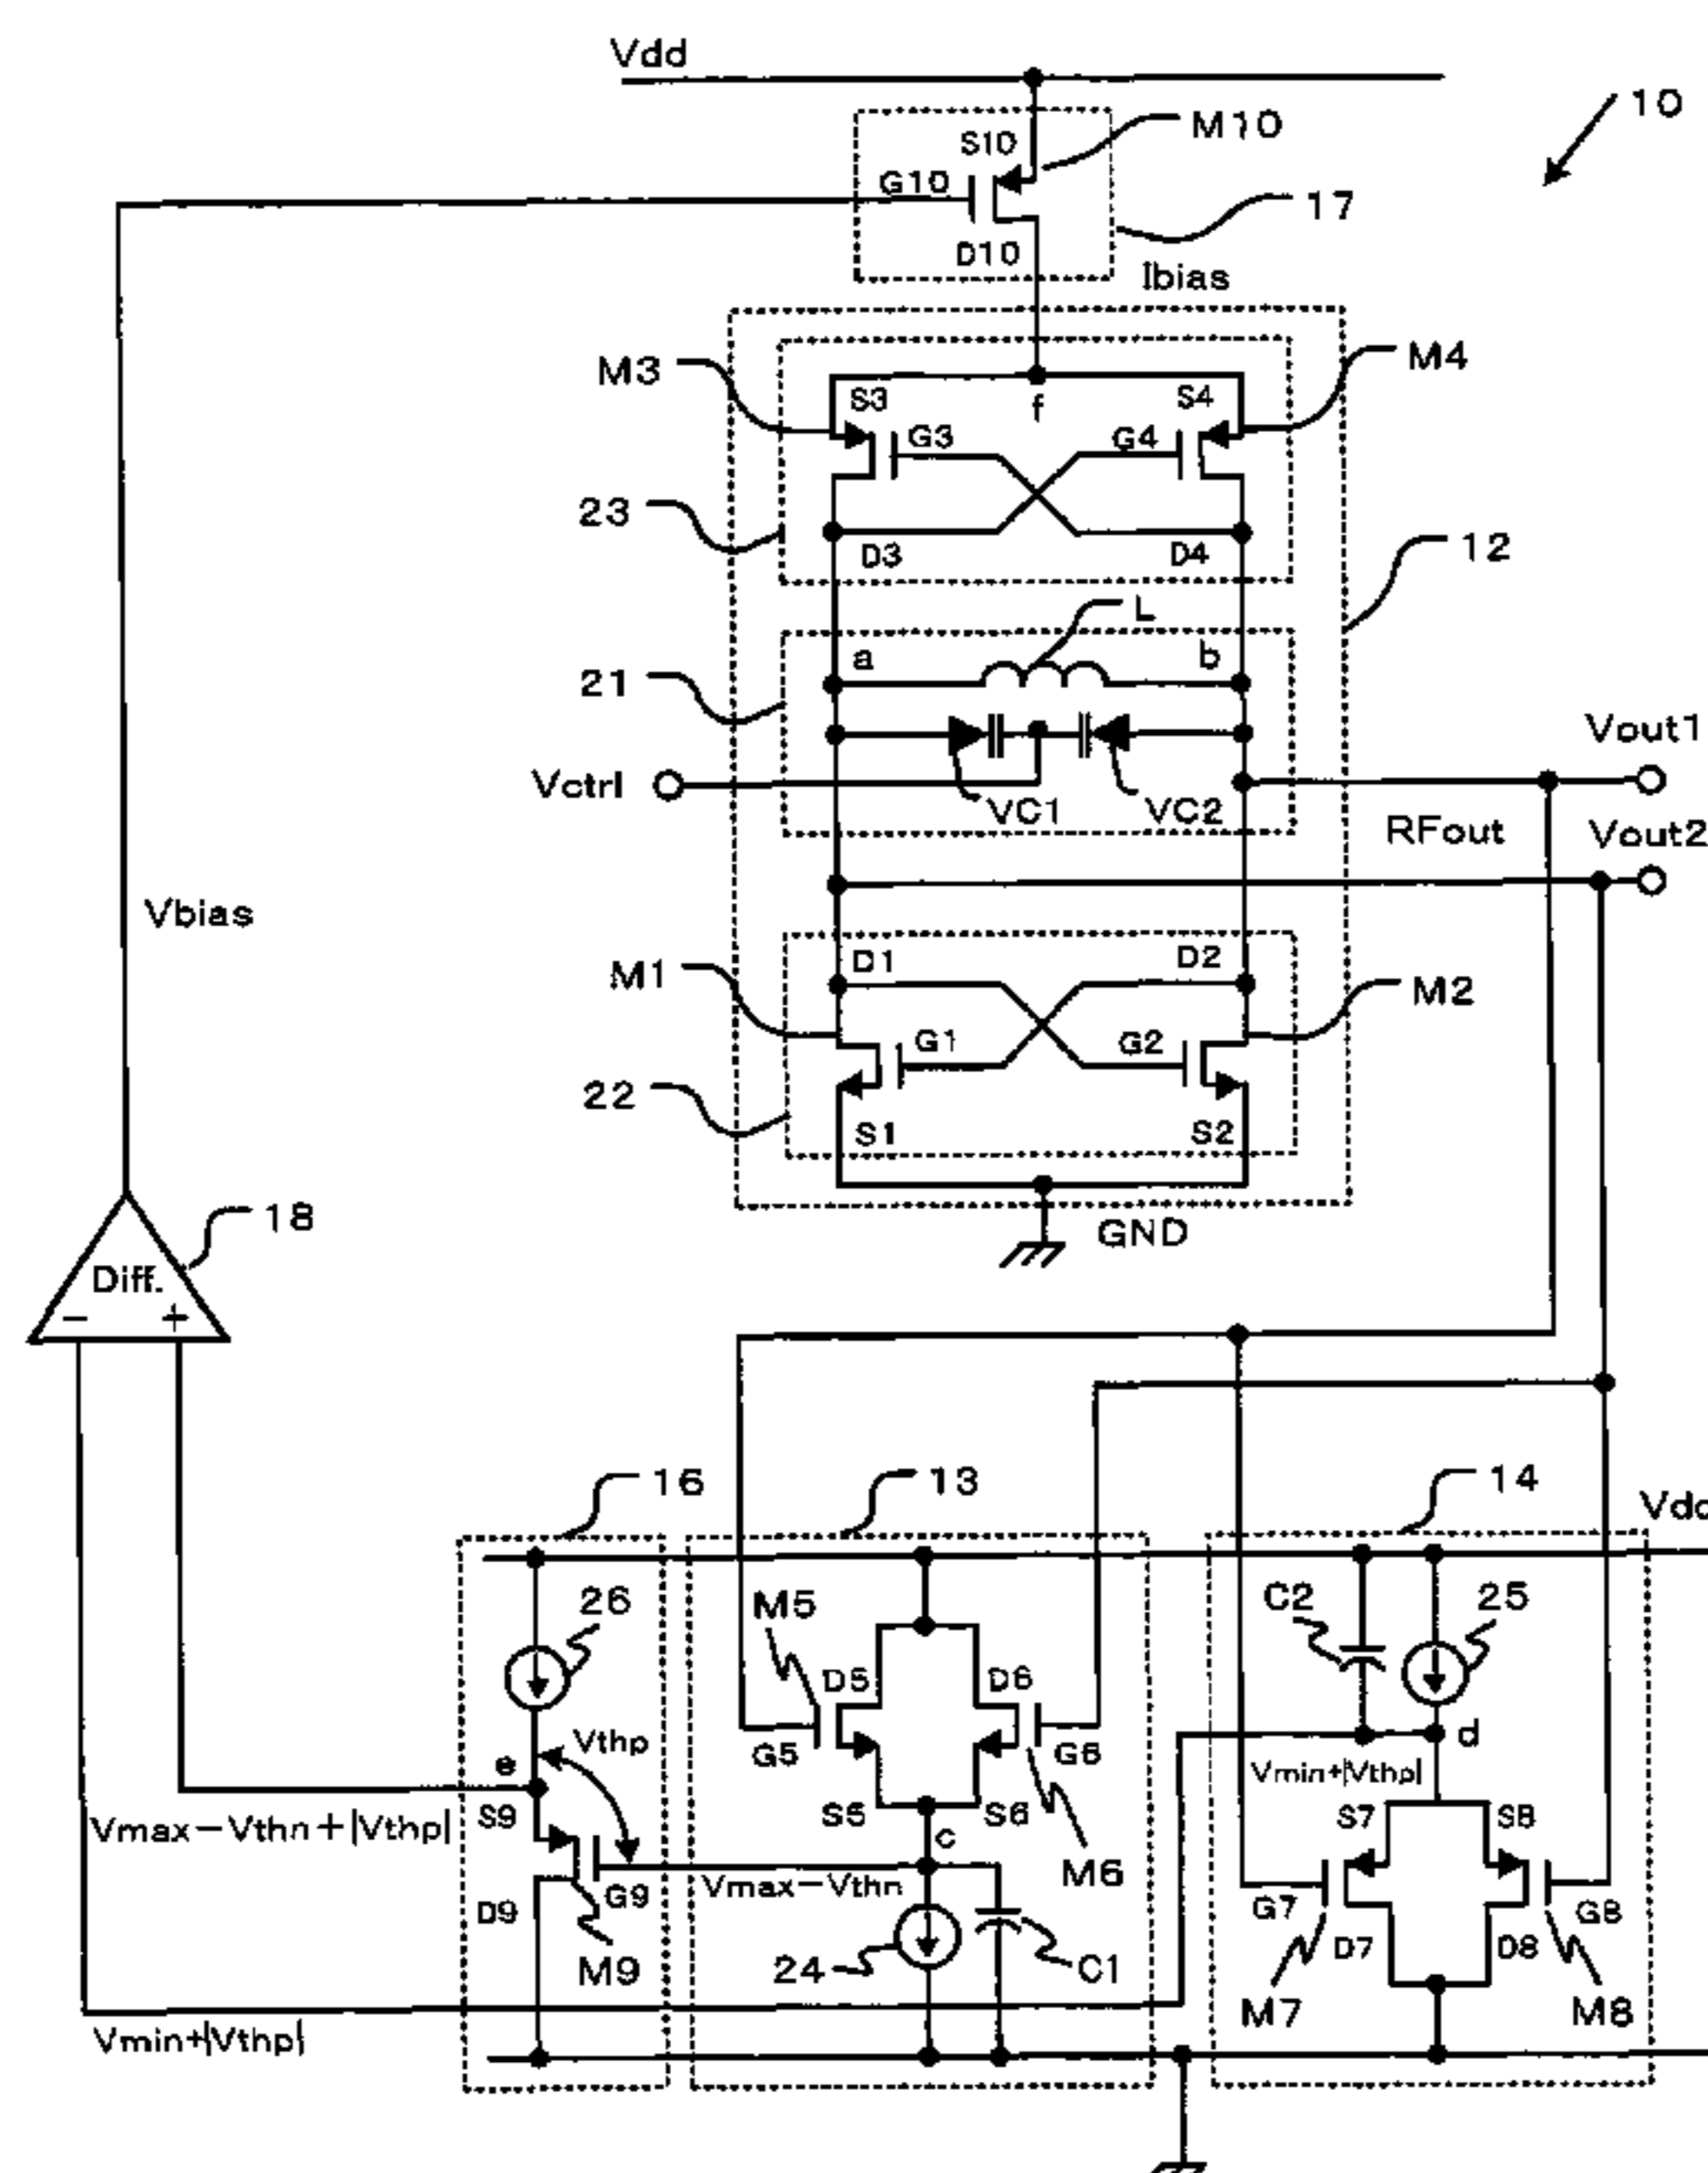 Vdd
10
M10
S10
G10
17
D10
Ibias
M3
M4
S3
S4
f
G3
G4
23
12
D3
D4
L
a
b
21
Vout1
Vctrl
VC1
VC2
RFout
Vout2
Vbias
D1
D2
M1
M2
G1
G2
22
S1
S2
18
GND
Diff.
− +
16
13
14
26
M5
C2
25
D5
D6
Vthp
G5
G6
d
e
Vmin+|Vthp|
S9
S5
S6
S7
S8
Vmax−Vthn+|Vthp|
c
M6
Vmax−Vthn
G9
D9
G7
G8
M9
24
C1
D7
D8
M7
M8
Vmin+|Vthp|